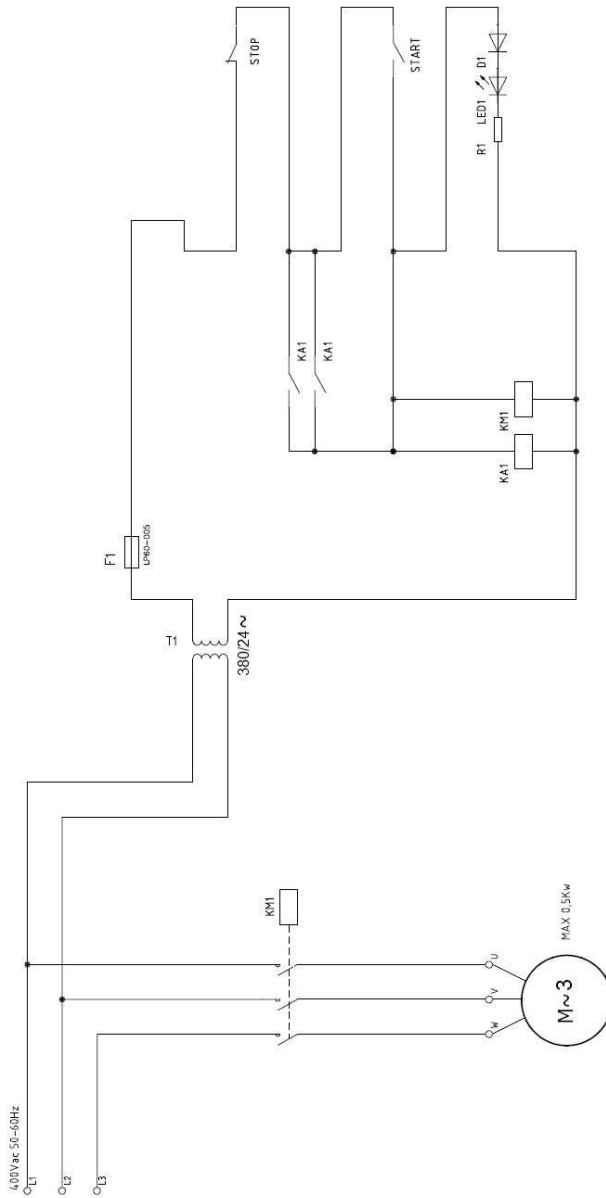 400Vac 50-60Hz
L1
L2
L3
KM1
W
V
U
M~3
MAX 0,5Kw
T1
380/24~
F1
LP60-005
KA1
KM1
KA1
KA1
STOP
START
R1
LED1
D1